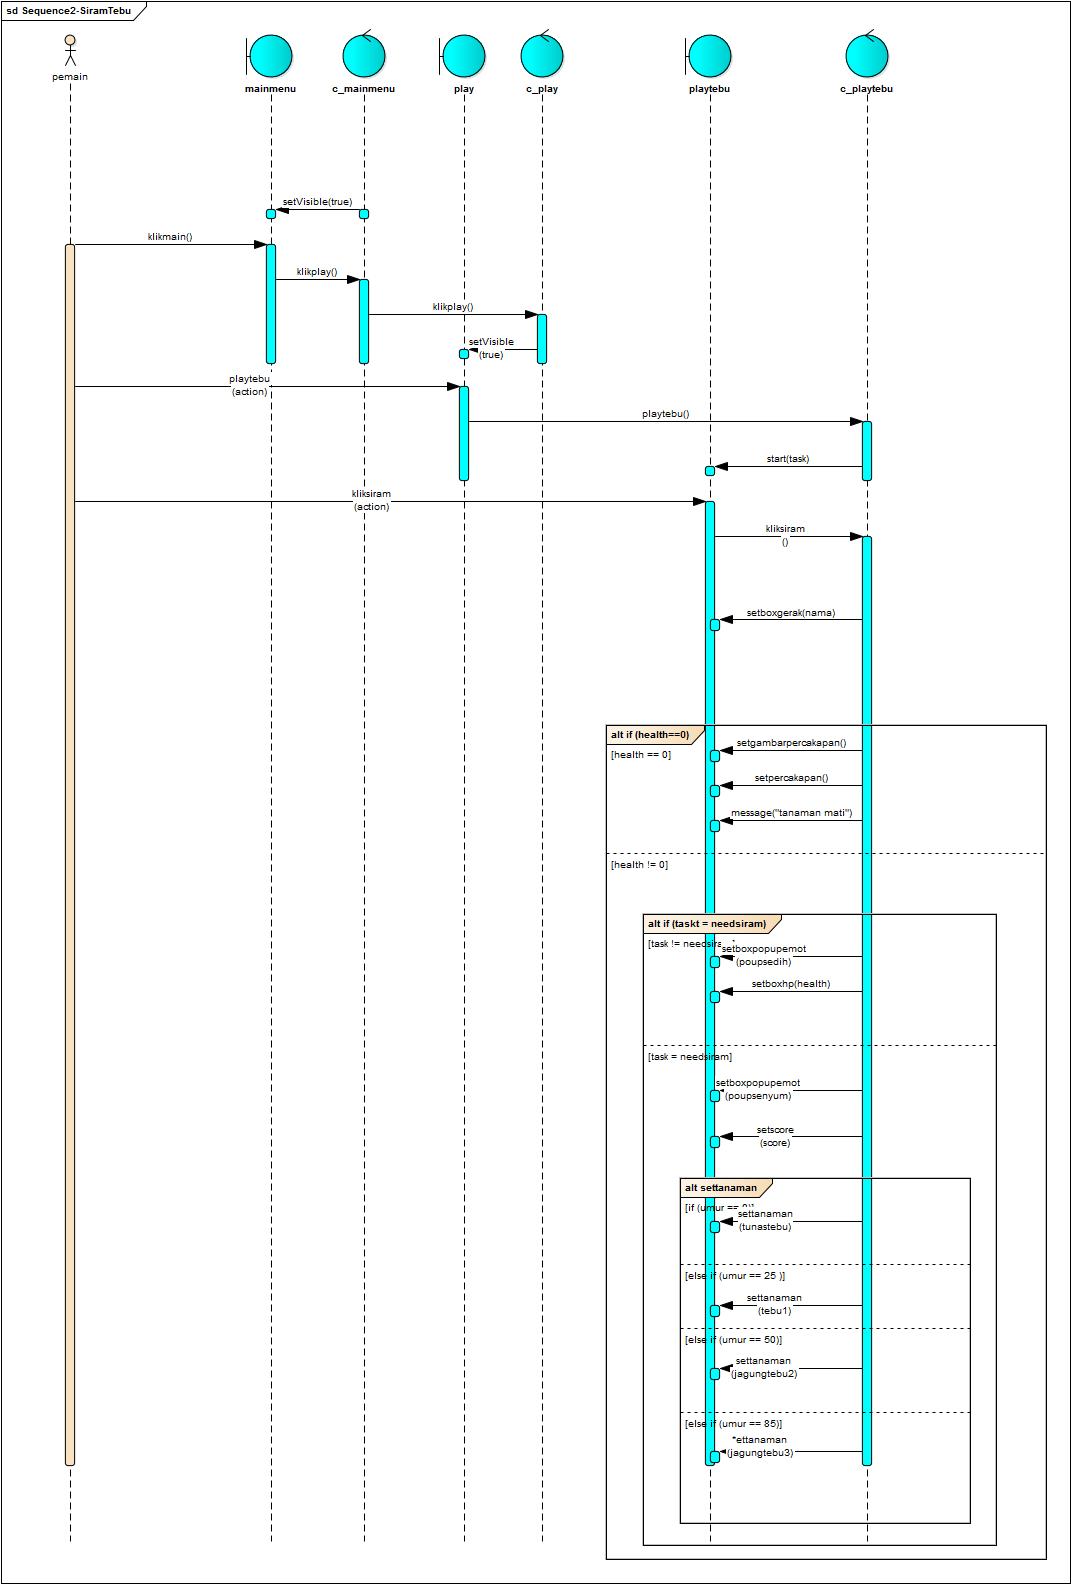 sd Sequence2-SiramTebu
pemain
mainmenu
c_mainmenu
play
c_play
playtebu
c_playtebu
setVisible(true)
klikmain()
klikplay()
klikplay()
setVisible
(true)
playtebu
(action)
playtebu()
start(task)
kliksiram
(action)
kliksiram
()
setboxgerak(nama)
alt if (health==0)
[health == 0]
setgambarpercakapan()
setpercakapan()
message("tanaman mati")
[health != 0]
alt if (taskt = needsiram)
[task != needsira
setboxpopupemot
(poupsedih)
setboxhp(health)
[task = needsiram]
setboxpopupemot
(poupsenyum)
setscore
(score)
alt settanaman
[if (umur == 0)]
settanaman
(tunastebu)
[else if (umur == 25 )]
settanaman
(tebu1)
[else if (umur == 50)]
settanaman
(jagungtebu2)
[else if (umur == 85)]
*ettanaman
(jagungtebu3)